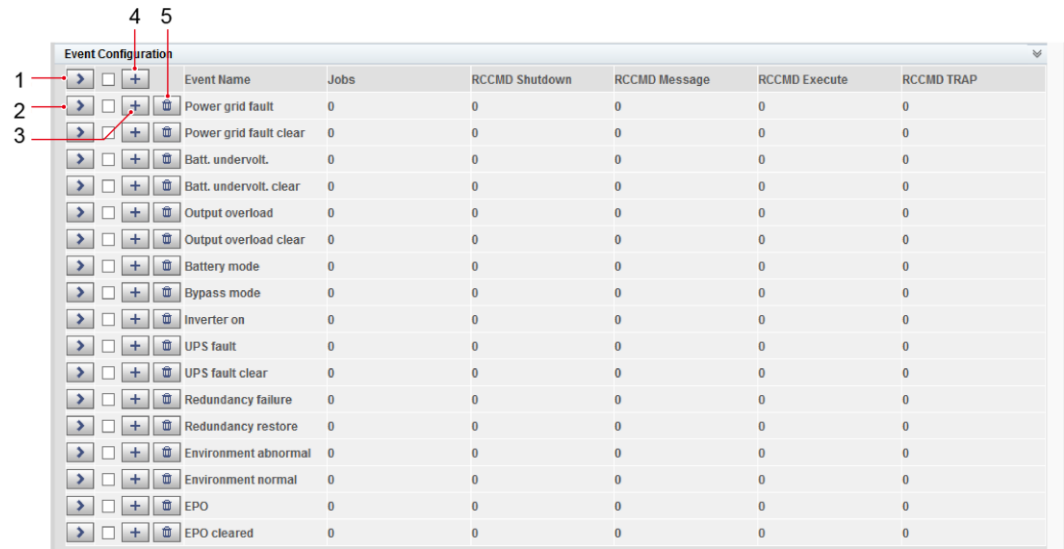 4 5
Event Configuration
1 Event Name Jobs RCCMD Shutdown RCCMD Message RCCMD Execute RCCMD TRAP
2 Power grid fault 0 0 0 0 0
3 Power grid fault clear 0 0 0 0 0
Batt. undervolt. 0 0 0 0 0
Batt. undervolt. clear 0 0 0 0 0
Output overload 0 0 0 0 0
Output overload clear 0 0 0 0 0
Battery mode 0 0 0 0 0
Bypass mode 0 0 0 0 0
Inverter on 0 0 0 0 0
UPS fault 0 0 0 0 0
UPS fault clear 0 0 0 0 0
Redundancy failure 0 0 0 0 0
Redundancy restore 0 0 0 0 0
Environment abnormal 0 0 0 0 0
Environment normal 0 0 0 0 0
EPO 0 0 0 0 0
EPO cleared 0 0 0 0 0